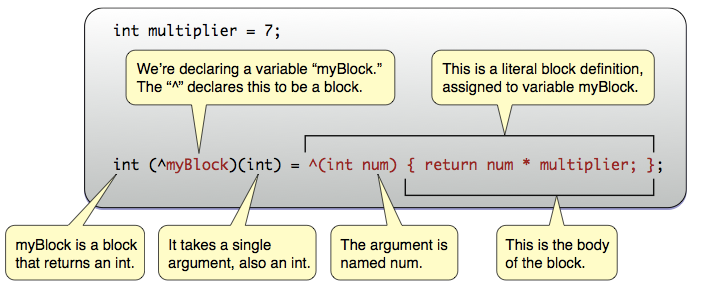 int multiplier = 7;
We're declaring a variable “myBlock.”
The “^” declares this to be a block.
This is a literal block definition,
assigned to variable myBlock.
int (^myBlock)(int) = ^(int num) { return num * multiplier; };
myBlock is a block
that returns an int.
It takes a single
argument, also an int.
The argument is
named num.
This is the body
of the block.